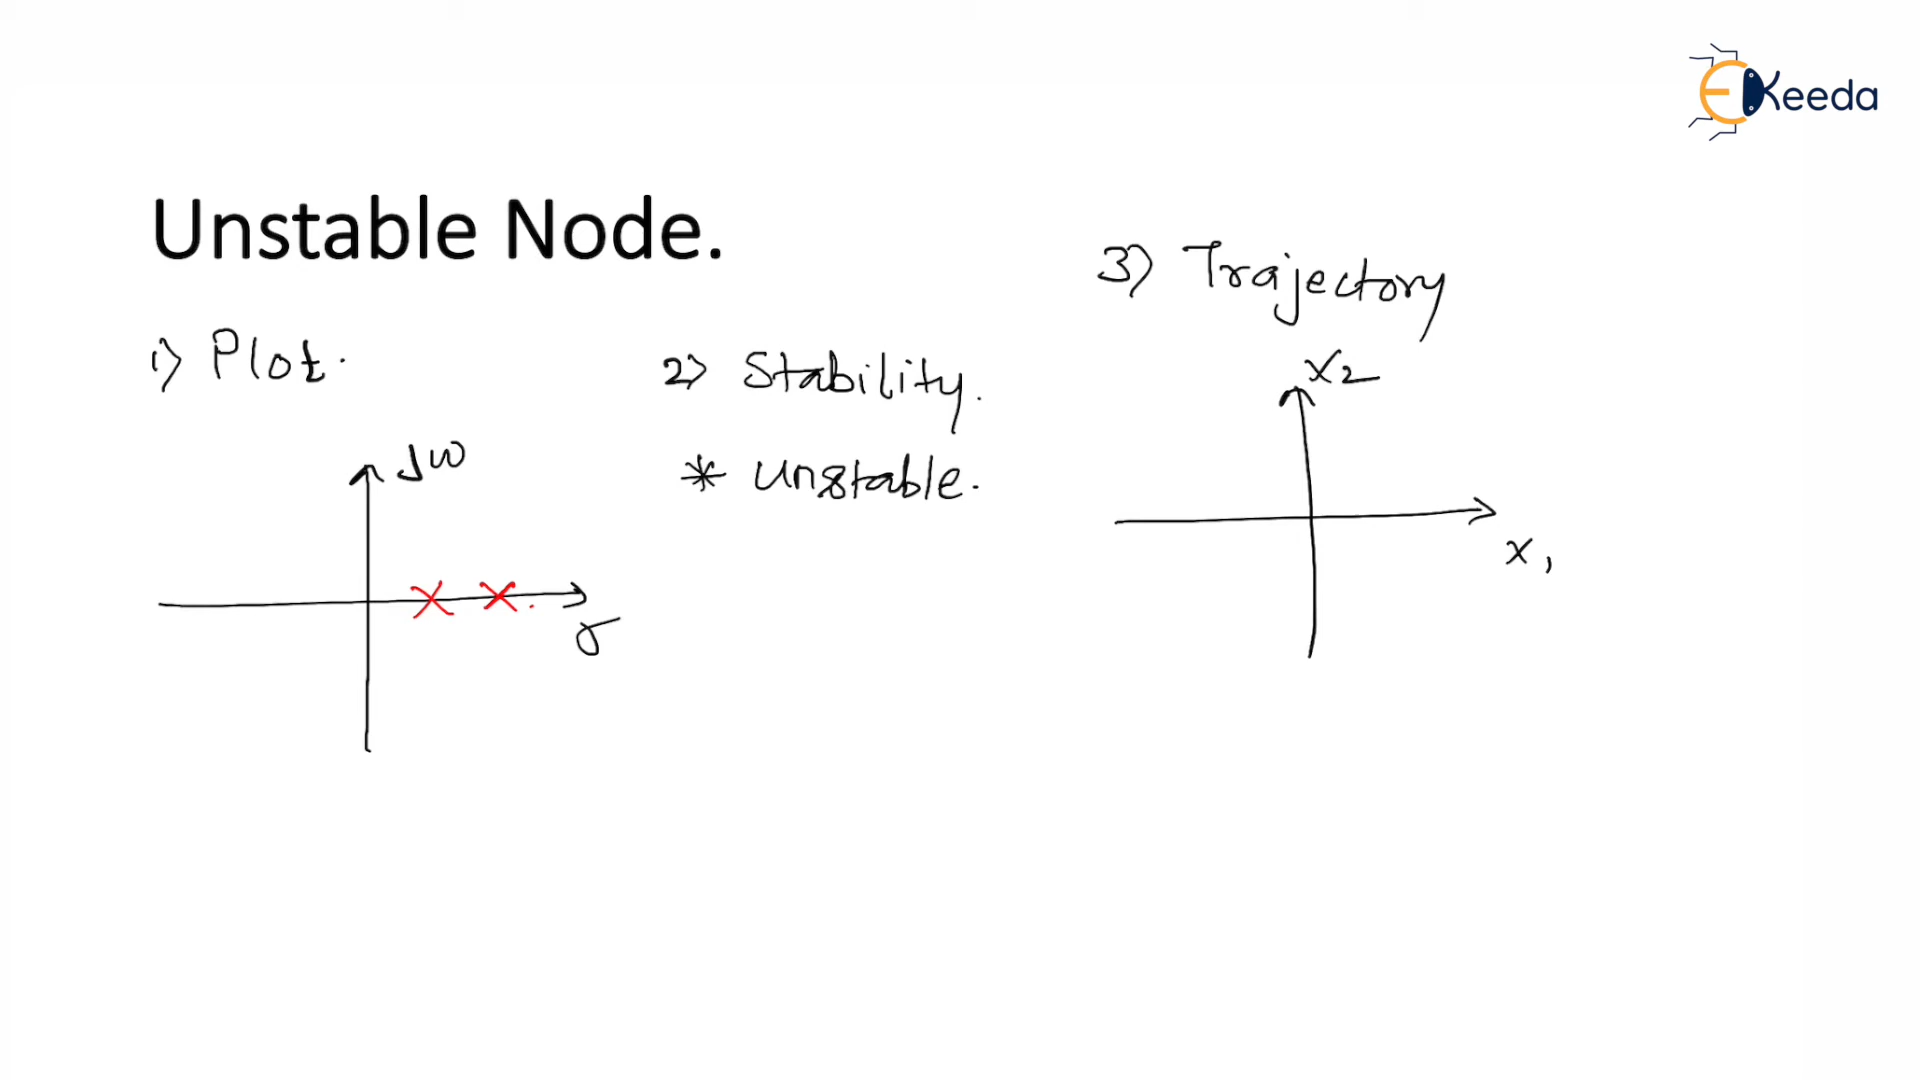 EKeeda
Unstable Node.
1) Plot.
jω
σ
2) Stability.
* unstable.
3) Trajectory
x2
x1